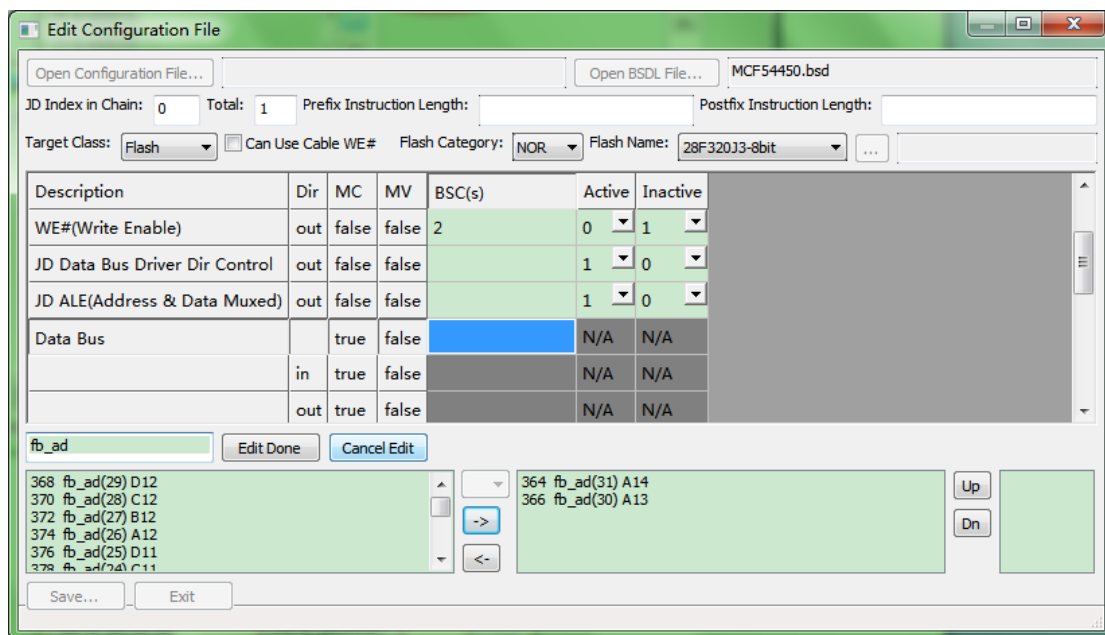 Edit Configuration File
Open Configuration File... Open BSDL File... MCF54450.bsd
JD Index in Chain: 0 Total: 1 Prefix Instruction Length: Postfix Instruction Length:
Target Class: Flash Can Use Cable WE# Flash Category: NOR Flash Name: 28F320J3-8bit ...
Description Dir MC MV BSC(s) Active Inactive
WE#(Write Enable) out false false 2 0 1
JD Data Bus Driver Dir Control out false false 1 0
JD ALE(Address & Data Muxed) out false false 1 0
Data Bus true false N/A N/A
in true false N/A N/A
out true false N/A N/A
fb_ad Edit Done Cancel Edit
368 fb_ad(29) D12
370 fb_ad(28) C12
372 fb_ad(27) B12
374 fb_ad(26) A12
376 fb_ad(25) D11
378 fb_ad(24) C11
->
<-
364 fb_ad(31) A14
366 fb_ad(30) A13
Up
Dn
Save... Exit